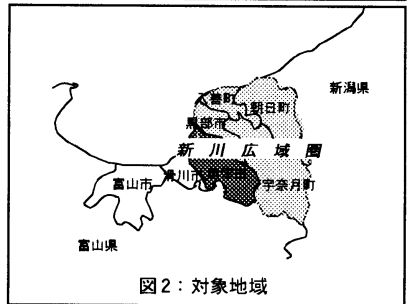 新潟県
入善町
朝日町
黒部市
新川広域圏
富山市
滑川市
宇奈月町
富山県
図2：対象地域